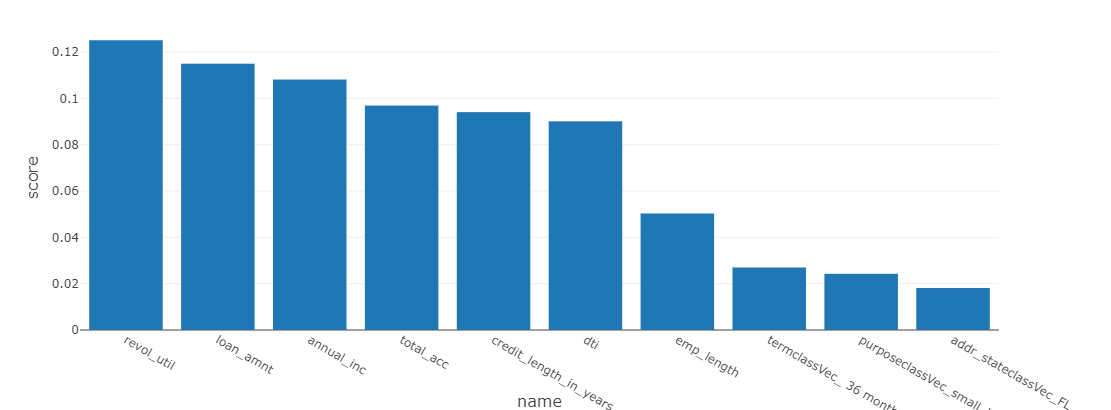 score
0.12
0.1
0.08
0.06
0.04
0.02
0
revol_util
loan_amnt
annual_inc
total_acc
credit_length_in_years
dti
emp_length
termclassVec_ 36 month
purposeclassVec_small_
addr_stateclassVec_FL
name